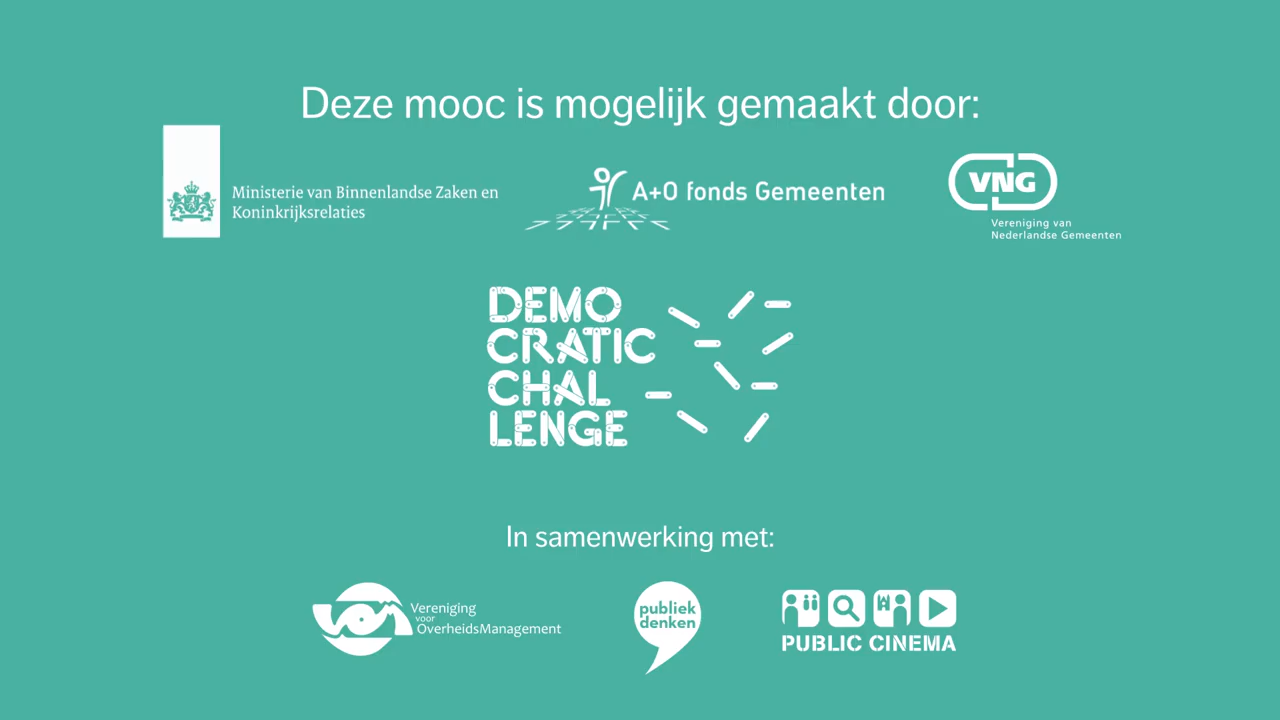 Deze mooc is mogelijk gemaakt door:
Ministerie van Binnenlandse Zaken en
Koninkrijksrelaties
A+O fonds Gemeenten
VNG
Vereniging van
Nederlandse Gemeenten
DEMO
CRATIC
CHAL
LENGE
In samenwerking met:
VOM
Vereniging
voor
OverheidsManagement
publiek
denken
PUBLIC CINEMA